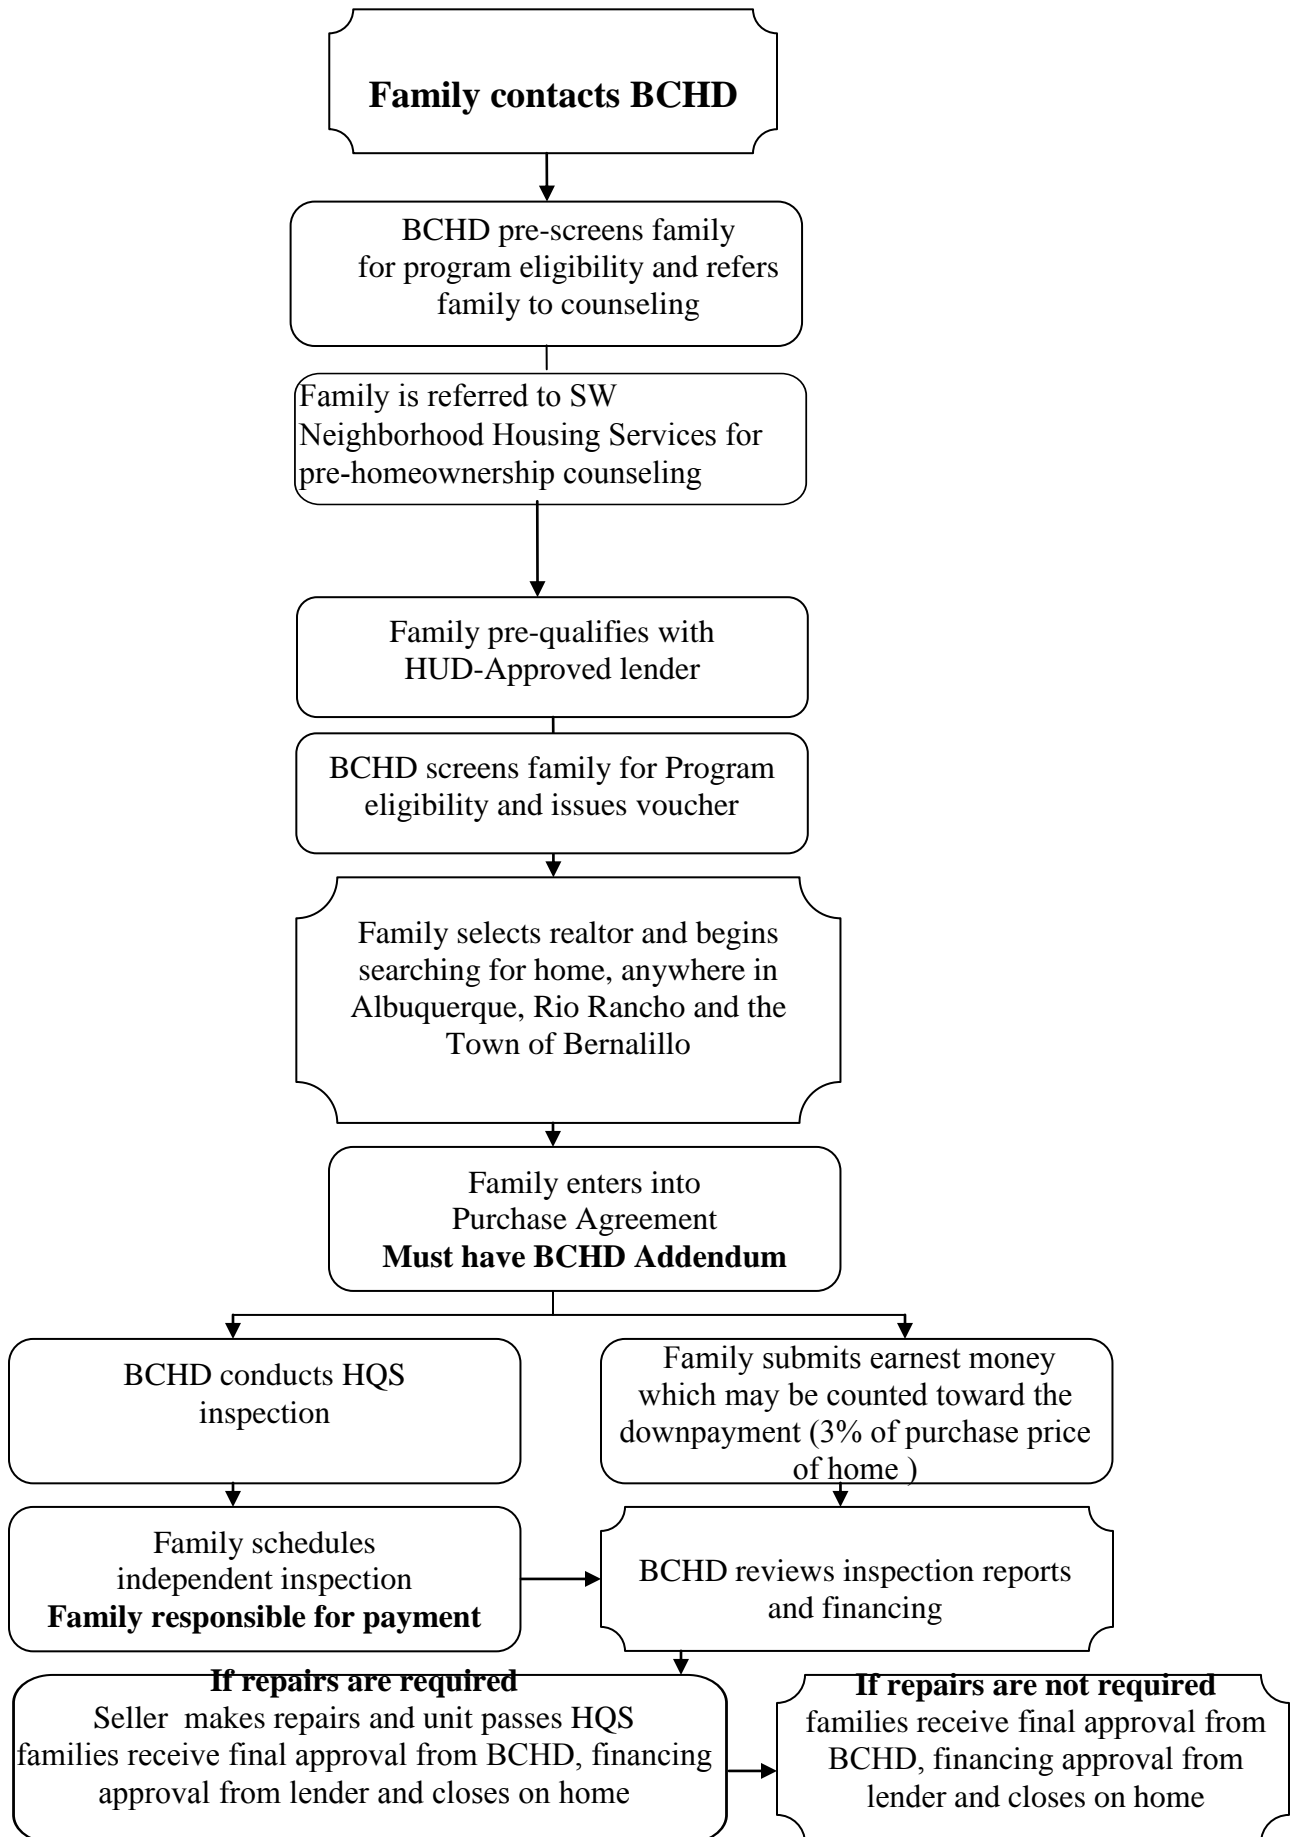 Family contacts BCHD
BCHD pre-screens family
for program eligibility and refers
family to counseling
Family is referred to SW
Neighborhood Housing Services for
pre-homeownership counseling
Family pre-qualifies with
HUD-Approved lender
BCHD screens family for Program
eligibility and issues voucher
Family selects realtor and begins
searching for home, anywhere in
Albuquerque, Rio Rancho and the
Town of Bernalillo
Family enters into
Purchase Agreement
Must have BCHD Addendum
BCHD conducts HQS
inspection
Family submits earnest money
which may be counted toward the
downpayment (3% of purchase price
of home )
Family schedules
independent inspection
Family responsible for payment
BCHD reviews inspection reports
and financing
If repairs are required
Seller  makes repairs and unit passes HQS
families receive final approval from BCHD, financing
approval from lender and closes on home
If repairs are not required
families receive final approval from
BCHD, financing approval from
lender and closes on home